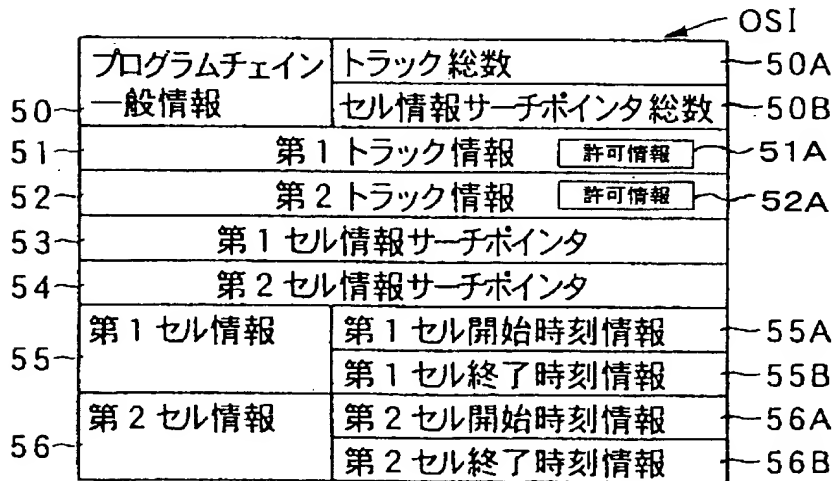 OSI
プログラムチェイン トラック総数 50A
50 一般情報 セル情報サーチポインタ総数 50B
51 第1トラック情報 許可情報 51A
52 第2トラック情報 許可情報 52A
53 第1セル情報サーチポインタ
54 第2セル情報サーチポインタ
第1セル情報 第1セル開始時刻情報 55A
55 第1セル終了時刻情報 55B
第2セル情報 第2セル開始時刻情報 56A
56 第2セル終了時刻情報 56B